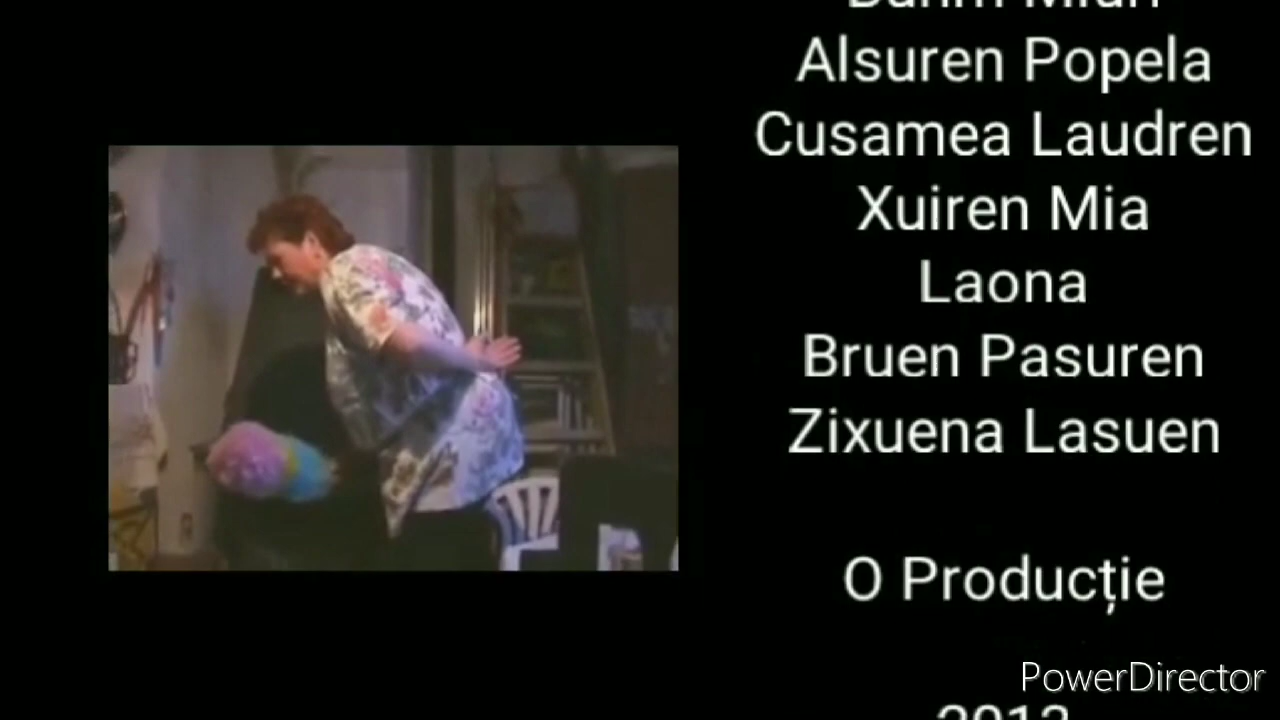 Alsuren Popela
Cusamea Laudren
Xuiren Mia
Laona
Bruen Pasuren
Zixuena Lasuen
O Producție
PowerDirector